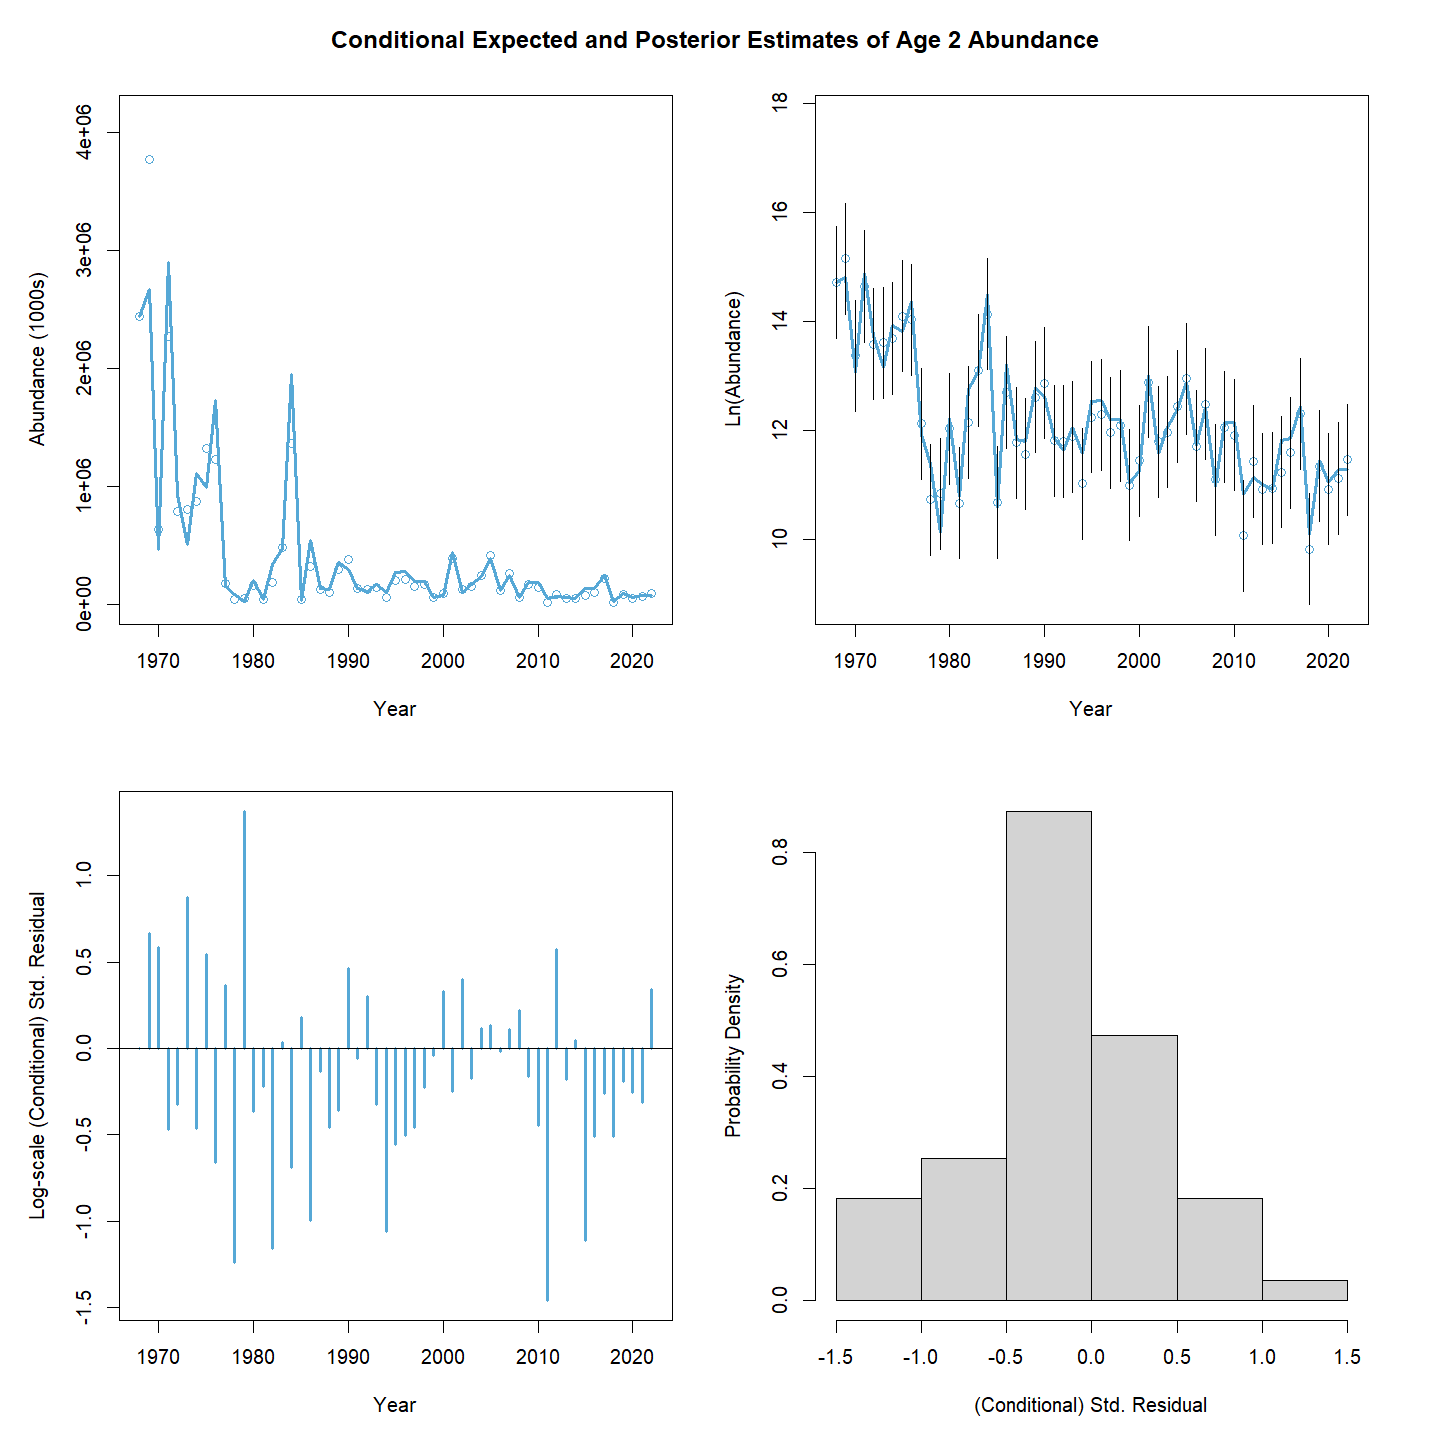 Conditional Expected and Posterior Estimates of Age 2 Abundance
Abundance (1000s)
4e+06
3e+06
2e+06
1e+06
0e+00
1970 1980 1990 2000 2010 2020
Year
Ln(Abundance)
18
16
14
12
10
1970 1980 1990 2000 2010 2020
Year
Log-scale (Conditional) Std. Residual
1.0
0.5
0.0
-0.5
-1.0
-1.5
1970 1980 1990 2000 2010 2020
Year
Probability Density
0.8
0.6
0.4
0.2
0.0
-1.5 -1.0 -0.5 0.0 0.5 1.0 1.5
(Conditional) Std. Residual